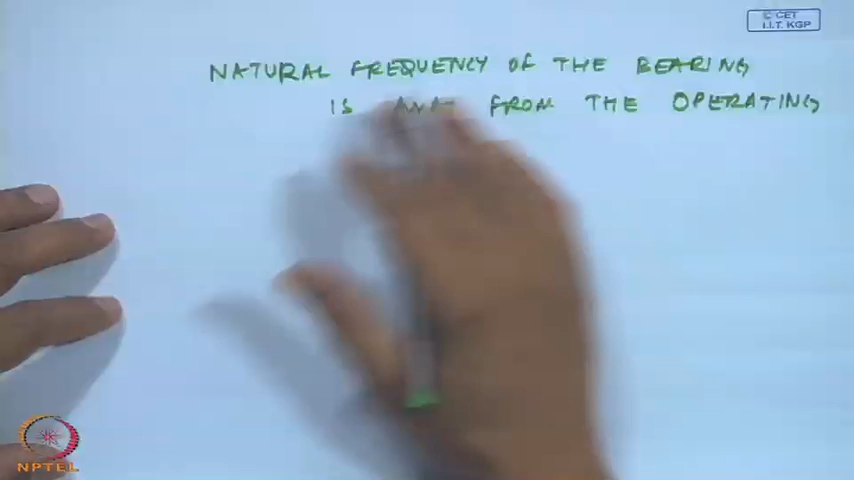 © CET
I.I.T. KGP
NATURAL FREQUENCY OF THE BEARING
IS FROM THE OPERATING
NPTEL